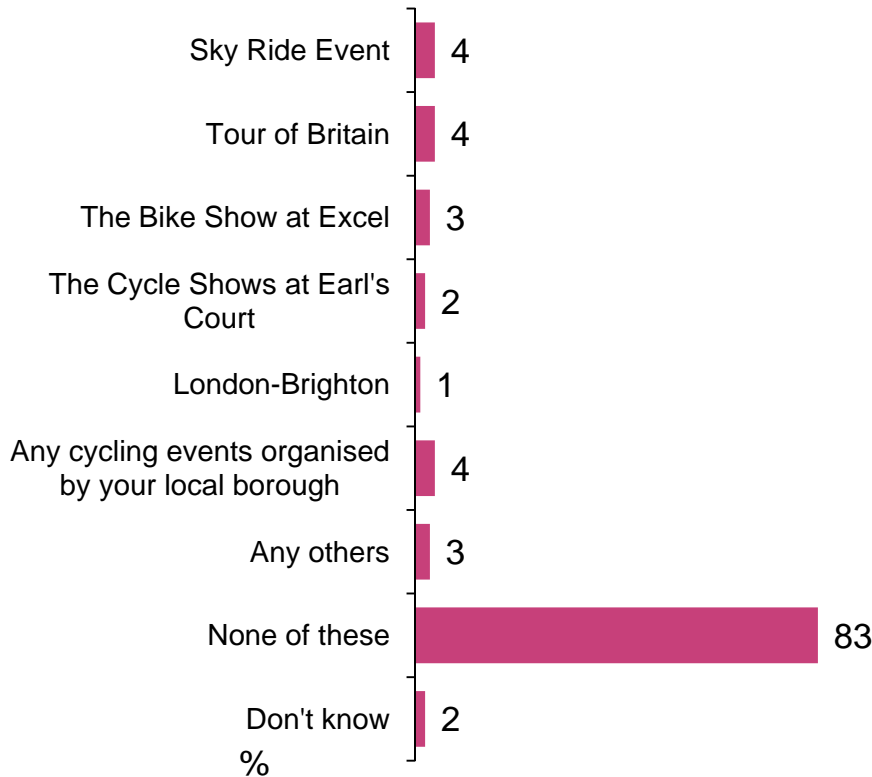 Sky Ride Event 4
Tour of Britain 4
The Bike Show at Excel 3
The Cycle Shows at Earl's
Court 2
London-Brighton 1
Any cycling events organised
by your local borough 4
Any others 3
None of these 83
Don't know 2
%